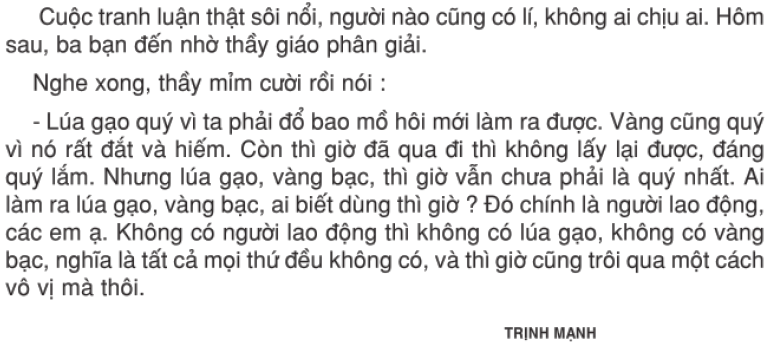 Cuộc tranh luận thật sôi nổi, người nào cũng có lí, không ai chịu ai. Hôm
sau, ba bạn đến nhờ thầy giáo phân giải.
Nghe xong, thầy mỉm cười rồi nói :
- Lúa gạo quý vì ta phải đổ bao mồ hôi mới làm ra được. Vàng cũng quý
vì nó rất đắt và hiếm. Còn thì giờ đã qua đi thì không lấy lại được, đáng
quý lắm. Nhưng lúa gạo, vàng bạc, thì giờ vẫn chưa phải là quý nhất. Ai
làm ra lúa gạo, vàng bạc, ai biết dùng thì giờ ? Đó chính là người lao động,
các em ạ. Không có người lao động thì không có lúa gạo, không có vàng
bạc, nghĩa là tất cả mọi thứ đều không có, và thì giờ cũng trôi qua một cách
vô vị mà thôi.
TRỊNH MẠNH